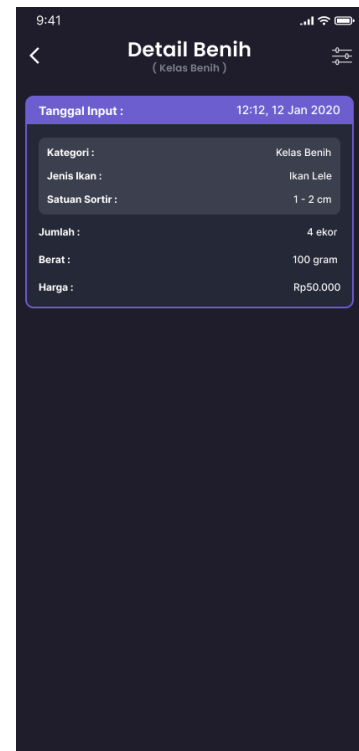 9:41
Detail Benih
( Kelas Benih )
Tanggal Input : 12:12, 12 Jan 2020
Kategori : Kelas Benih
Jenis Ikan : Ikan Lele
Satuan Sortir : 1 - 2 cm
Jumlah : 4 ekor
Berat : 100 gram
Harga : Rp50.000